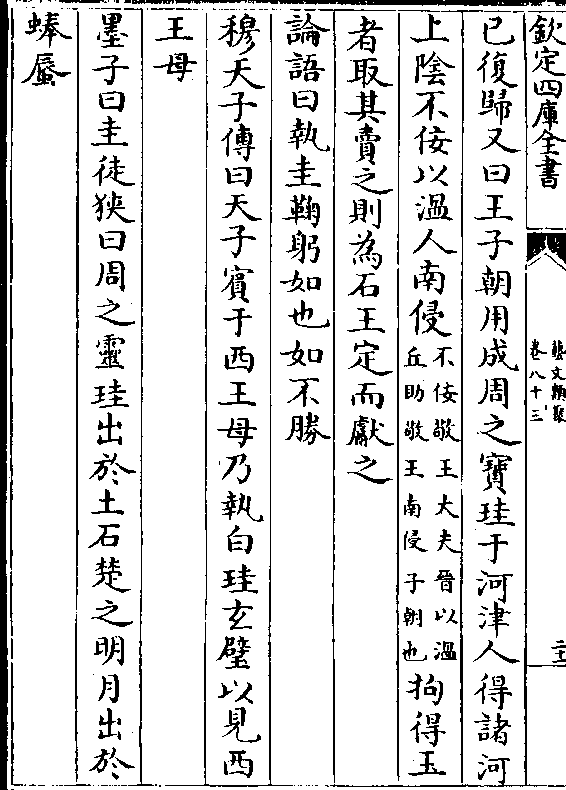 欽定四庫全書
藝文類聚
卷八十三
二十
已復歸又曰王子朝用成周之寶珪于河津人得諸河
上陰不佞以溫人南侵
不佞敬王大夫晉以溫
丘助敬王南侵子朝也
拘得玉
者取其賣之則為石王定而獻之
論語曰執圭鞠躬如也如不勝
穆天子傳曰天子賓于西王母乃執白珪玄璧以見西
王母
墨子曰圭徒狹曰周之靈珪出於土石楚之明月出於
蜯蜃